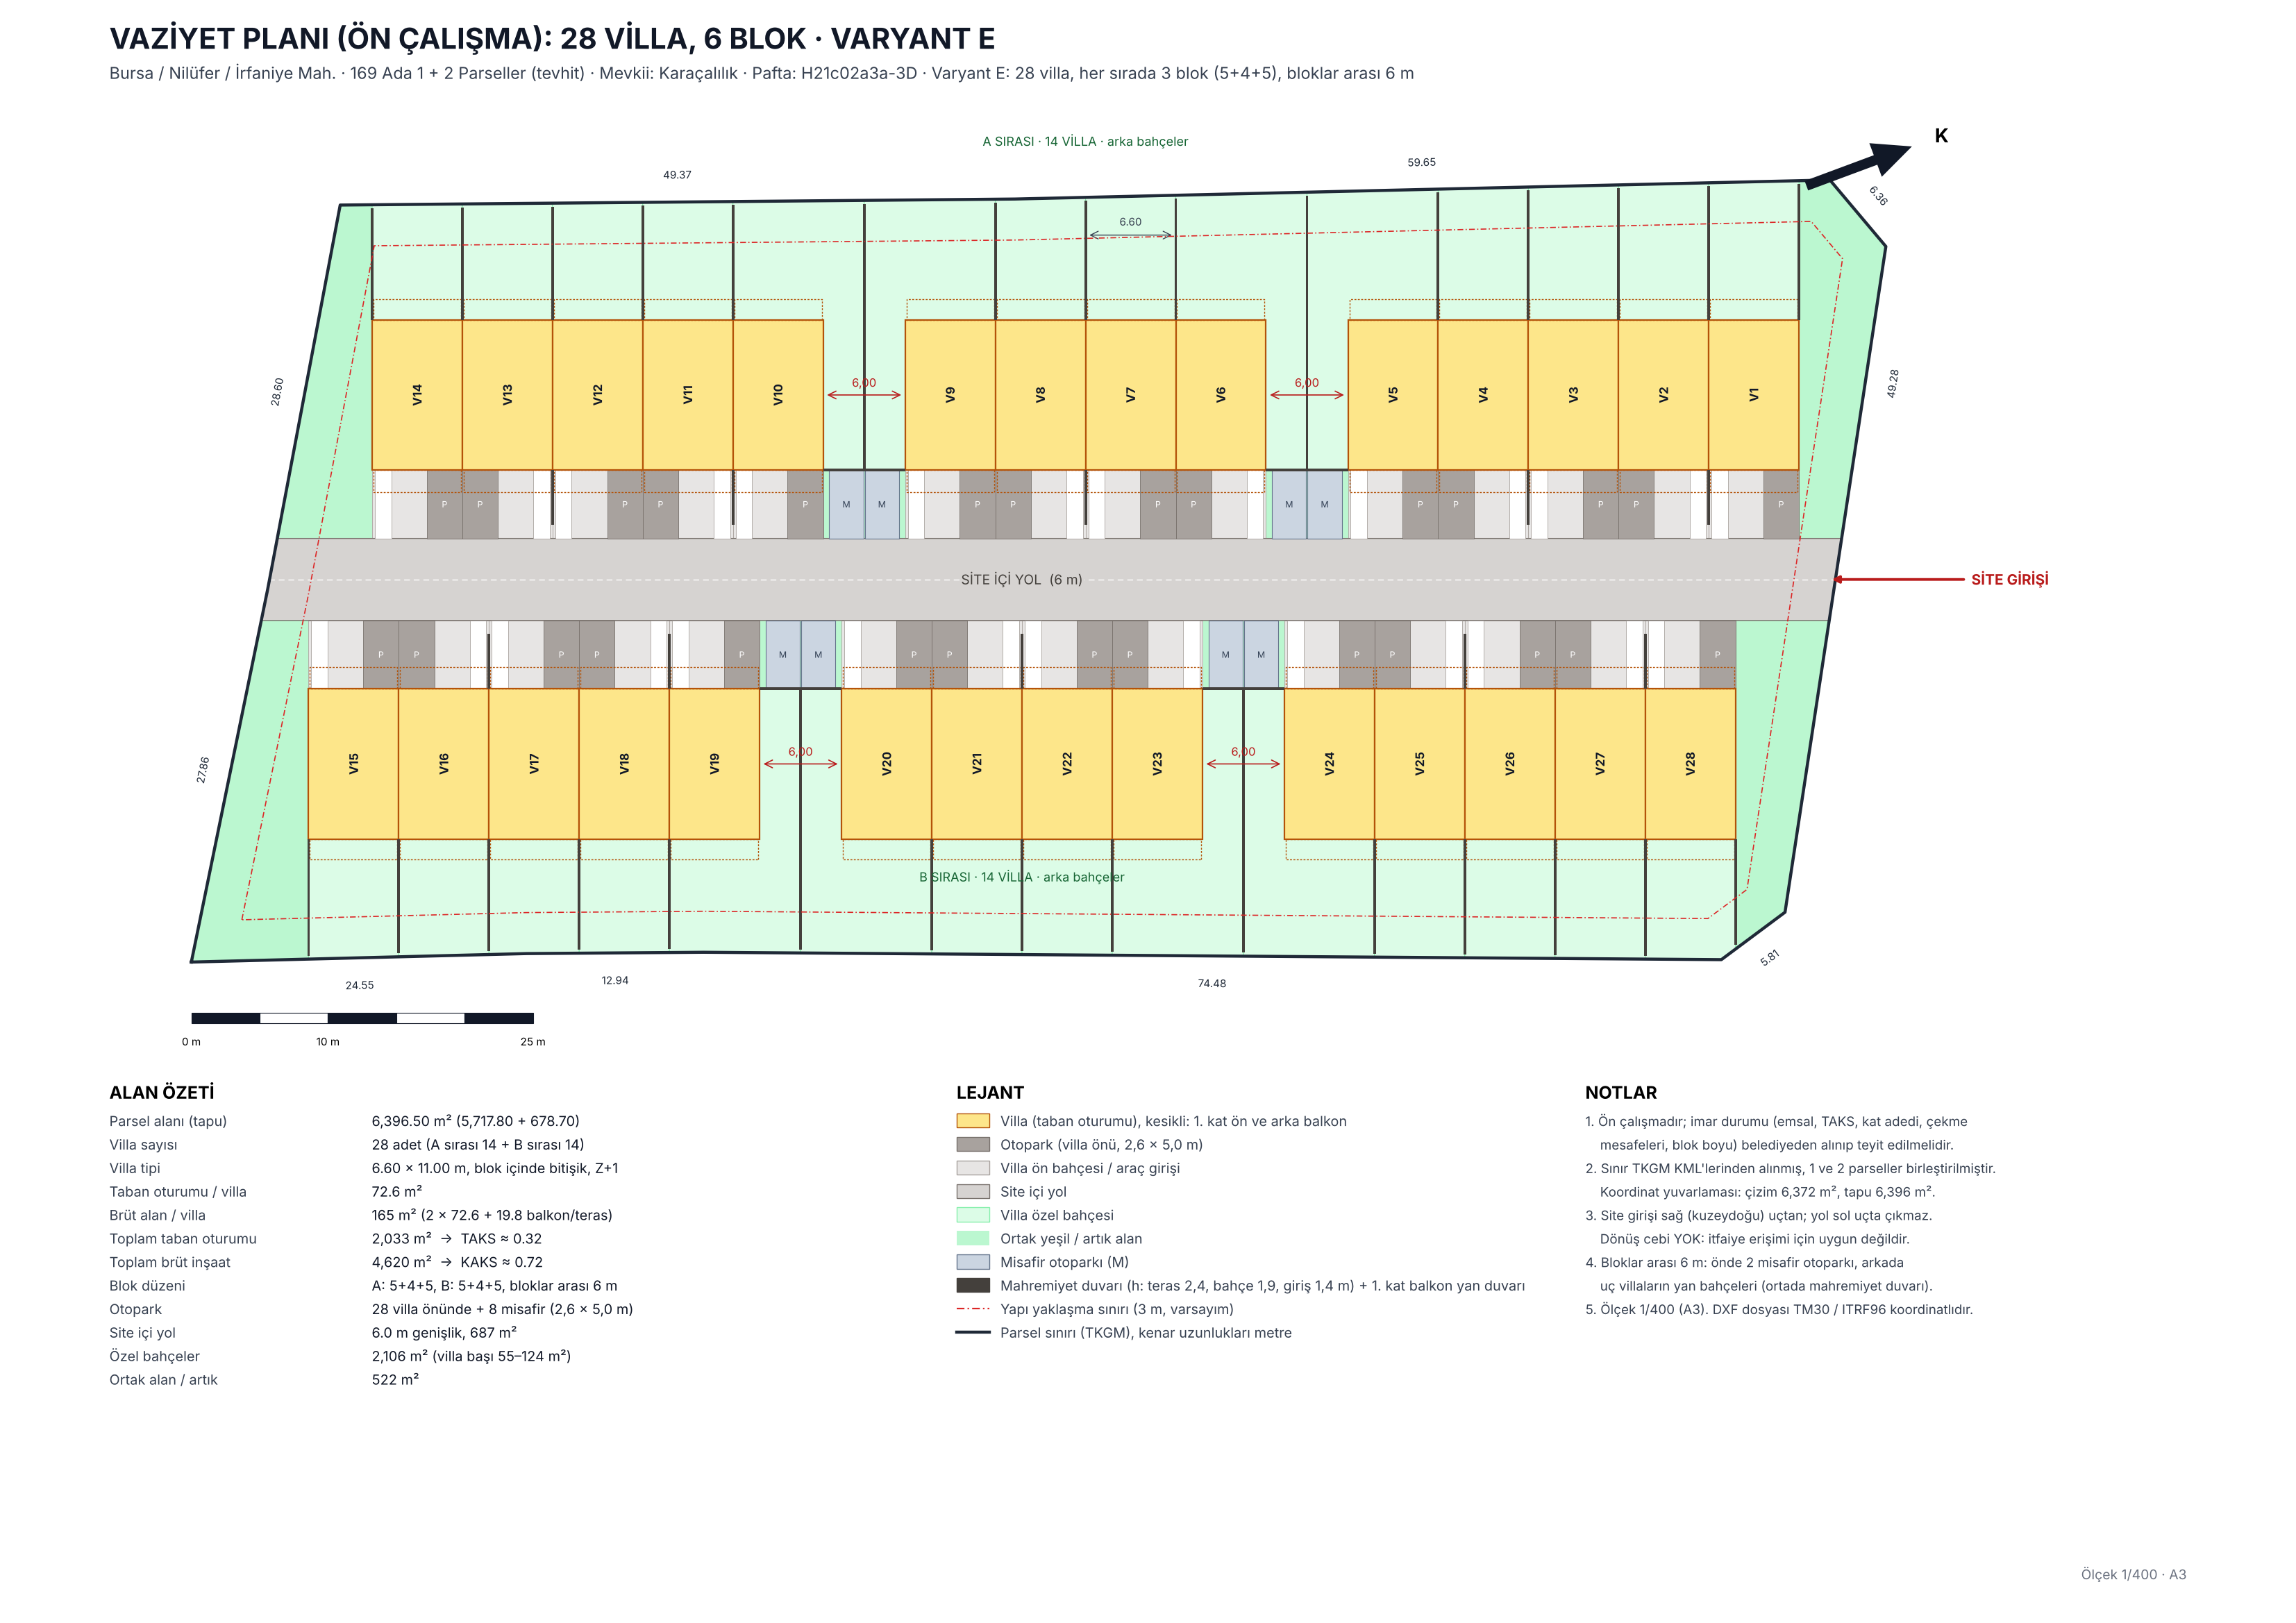 VAZİYET PLANI (ÖN ÇALIŞMA): 28 VİLLA, 6 BLOK · VARYANT E
Bursa / Nilüfer / İrfaniye Mah. · 169 Ada 1 + 2 Parseller (tevhit) · Mevkii: Karaçalılık · Pafta: H21c02a3a-3D · Varyant E: 28 villa, her sırada 3 blok (5+4+5), bloklar arası 6 m
K
A SIRASI · 14 VİLLA · arka bahçeler
49.37
59.65
6.36
6.60
28.60
49.28
V14 V13 V12 V11 V10 6,00 V9 V8 V7 V6 6,00 V5 V4 V3 V2 V1
P P P P P M M P P P P M M P P P P P
SİTE İÇİ YOL (6 m)
SİTE GİRİŞİ
P P P P P M M P P P P M M P P P P P
27.86
V15 V16 V17 V18 V19 6,00 V20 V21 V22 V23 6,00 V24 V25 V26 V27 V28
B SIRASI · 14 VİLLA · arka bahçeler
24.55
12.94
74.48
5.81
0 m 10 m 25 m
ALAN ÖZETİ
Parsel alanı (tapu) 6,396.50 m² (5,717.80 + 678.70)
Villa sayısı 28 adet (A sırası 14 + B sırası 14)
Villa tipi 6.60 × 11.00 m, blok içinde bitişik, Z+1
Taban oturumu / villa 72.6 m²
Brüt alan / villa 165 m² (2 × 72.6 + 19.8 balkon/teras)
Toplam taban oturumu 2,033 m² → TAKS ≈ 0.32
Toplam brüt inşaat 4,620 m² → KAKS ≈ 0.72
Blok düzeni A: 5+4+5, B: 5+4+5, bloklar arası 6 m
Otopark 28 villa önünde + 8 misafir (2,6 × 5,0 m)
Site içi yol 6.0 m genişlik, 687 m²
Özel bahçeler 2,106 m² (villa başı 55–124 m²)
Ortak alan / artık 522 m²
LEJANT
Villa (taban oturumu), kesikli: 1. kat ön ve arka balkon
Otopark (villa önü, 2,6 × 5,0 m)
Villa ön bahçesi / araç girişi
Site içi yol
Villa özel bahçesi
Ortak yeşil / artık alan
Misafir otoparkı (M)
Mahremiyet duvarı (h: teras 2,4, bahçe 1,9, giriş 1,4 m) + 1. kat balkon yan duvarı
Yapı yaklaşma sınırı (3 m, varsayım)
Parsel sınırı (TKGM), kenar uzunlukları metre
NOTLAR
1. Ön çalışmadır; imar durumu (emsal, TAKS, kat adedi, çekme
mesafeleri, blok boyu) belediyeden alınıp teyit edilmelidir.
2. Sınır TKGM KML'lerinden alınmış, 1 ve 2 parseller birleştirilmiştir.
Koordinat yuvarlaması: çizim 6,372 m², tapu 6,396 m².
3. Site girişi sağ (kuzeydoğu) uçtan; yol sol uçta çıkmaz.
Dönüş cebi YOK: itfaiye erişimi için uygun değildir.
4. Bloklar arası 6 m: önde 2 misafir otoparkı, arkada
uç villaların yan bahçeleri (ortada mahremiyet duvarı).
5. Ölçek 1/400 (A3). DXF dosyası TM30 / ITRF96 koordinatlıdır.
Ölçek 1/400 · A3